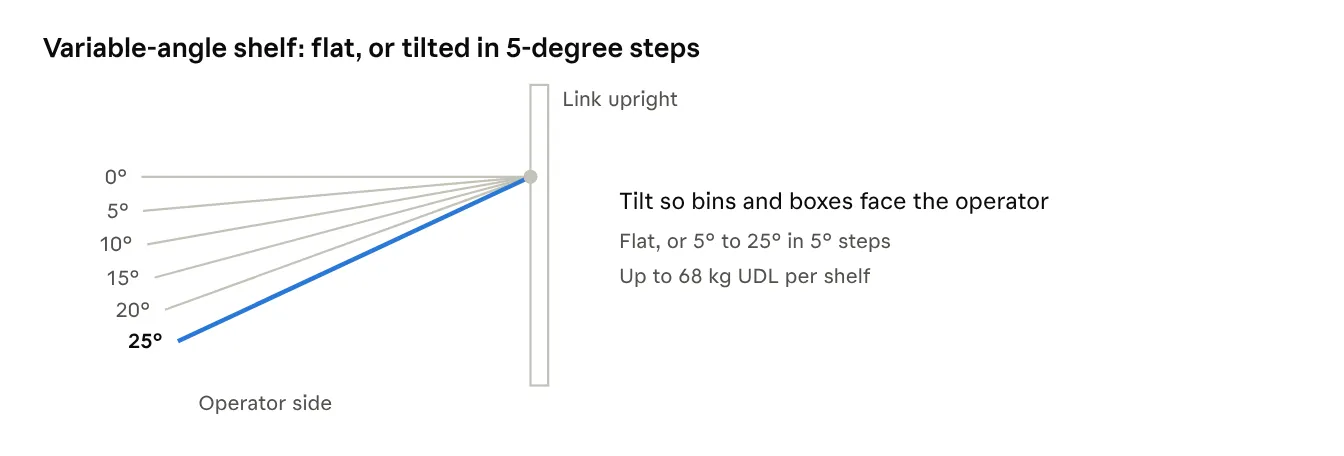 Variable-angle shelf: flat, or tilted in 5-degree steps
Link upright
0°
5°
10°
15°
20°
25°
Tilt so bins and boxes face the operator
Flat, or 5° to 25° in 5° steps
Up to 68 kg UDL per shelf
Operator side